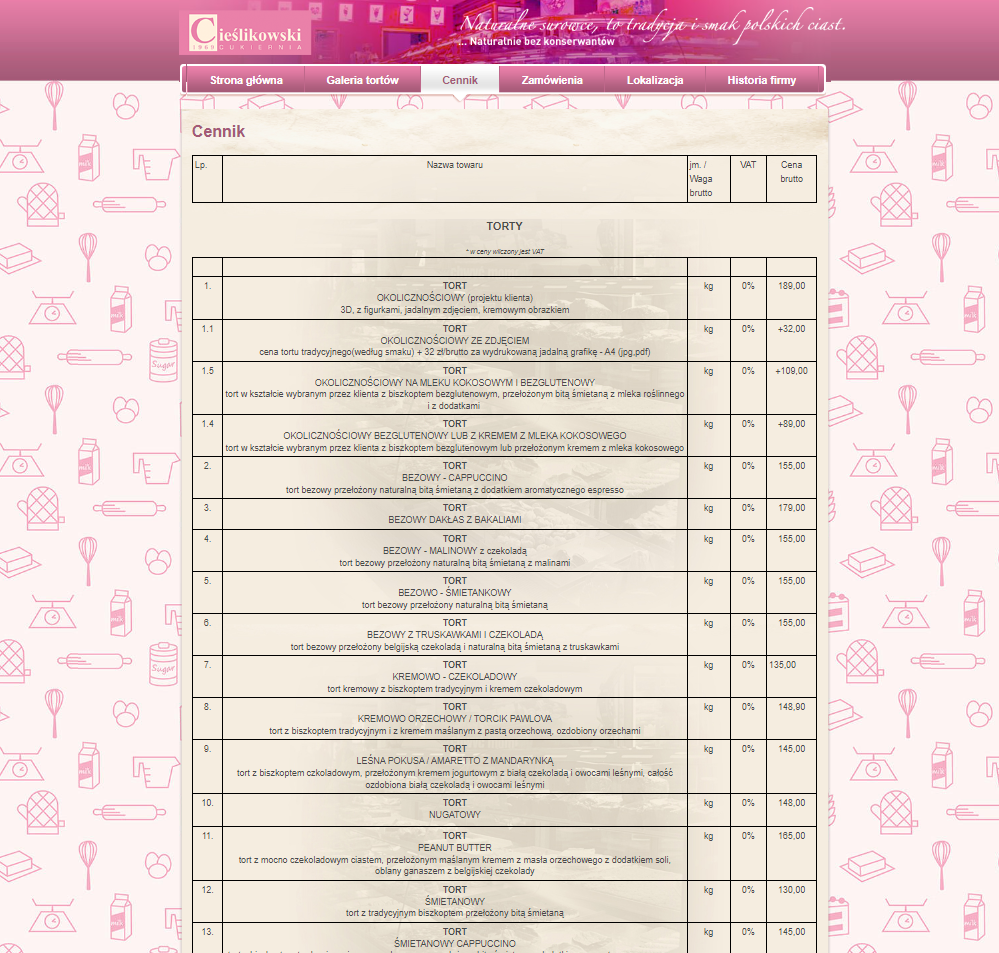 Cieślikowski
1969 CUKIERNIA
Naturalne surowce, to tradycja i smak polskich ciast.
... Naturalnie bez konserwantów
Strona główna Galeria tortów Cennik Zamówienia Lokalizacja Historia firmy
Cennik
Lp. Nazwa towaru jm. / Waga brutto VAT Cena brutto
TORTY
* w ceny wliczony jest VAT
1. TORT kg 0% 189,00
OKOLICZNOŚCIOWY (projektu klienta)
3D, z figurkami, jadalnym zdjęciem, kremowym obrazkiem
1.1 TORT kg 0% +32,00
OKOLICZNOŚCIOWY ZE ZDJĘCIEM
cena tortu tradycyjnego(według smaku) + 32 zł/brutto za wydrukowaną jadalną grafikę - A4 (jpg.pdf)
1.5 TORT kg 0% +109,00
OKOLICZNOŚCIOWY NA MLEKU KOKOSOWYM I BEZGLUTENOWY
tort w kształcie wybranym przez klienta z biszkoptem bezglutenowym, przełożonym bitą śmietaną z mleka roślinnego
i z dodatkami
1.4 TORT kg 0% +89,00
OKOLICZNOŚCIOWY BEZGLUTENOWY LUB Z KREMEM Z MLEKA KOKOSOWEGO
tort w kształcie wybranym przez klienta z biszkoptem bezglutenowym lub przełożonym kremem z mleka kokosowego
2. TORT kg 0% 155,00
BEZOWY - CAPPUCCINO
tort bezowy przełożony naturalną bitą śmietaną z dodatkiem aromatycznego espresso
3. TORT kg 0% 179,00
BEZOWY DAKŁAS Z BAKALIAMI
4. TORT kg 0% 155,00
BEZOWY - MALINOWY z czekoladą
tort bezowy przełożony naturalną bitą śmietaną z malinami
5. TORT kg 0% 155,00
BEZOWO - ŚMIETANKOWY
tort bezowy przełożony naturalną bitą śmietaną
6. TORT kg 0% 155,00
BEZOWY Z TRUSKAWKAMI I CZEKOLADĄ
tort bezowy przełożony belgijską czekoladą i naturalną bitą śmietaną z truskawkami
7. TORT kg 0% 135,00
KREMOWO - CZEKOLADOWY
tort kremowy z biszkoptem tradycyjnym i kremem czekoladowym
8. TORT kg 0% 148,90
KREMOWO ORZECHOWY / TORCIK PAWLOVA
tort z biszkoptem tradycyjnym i z kremem maślanym z pastą orzechową, ozdobiony orzechami
9. TORT kg 0% 145,00
LEŚNA POKUSA / AMARETTO Z MANDARYNKĄ
tort z biszkoptem czkoladowym, przełożonym kremem jogurtowym z białą czekoladą i owocami leśnymi, całość
ozdobiona białą czekoladą i owocami leśnymi
10. TORT kg 0% 148,00
NUGATOWY
11. TORT kg 0% 165,00
PEANUT BUTTER
tort z mocno czekoladowym ciastem, przełożonym maślanym kremem z masła orzechowego z dodatkiem soli,
oblany ganaszem z belgijskiej czekolady
12. TORT kg 0% 130,00
ŚMIETANOWY
tort z tradycyjnym biszkoptem przełożony bitą śmietaną
13. TORT kg 0% 145,00
ŚMIETANOWY CAPPUCCINO
milk
Sugar